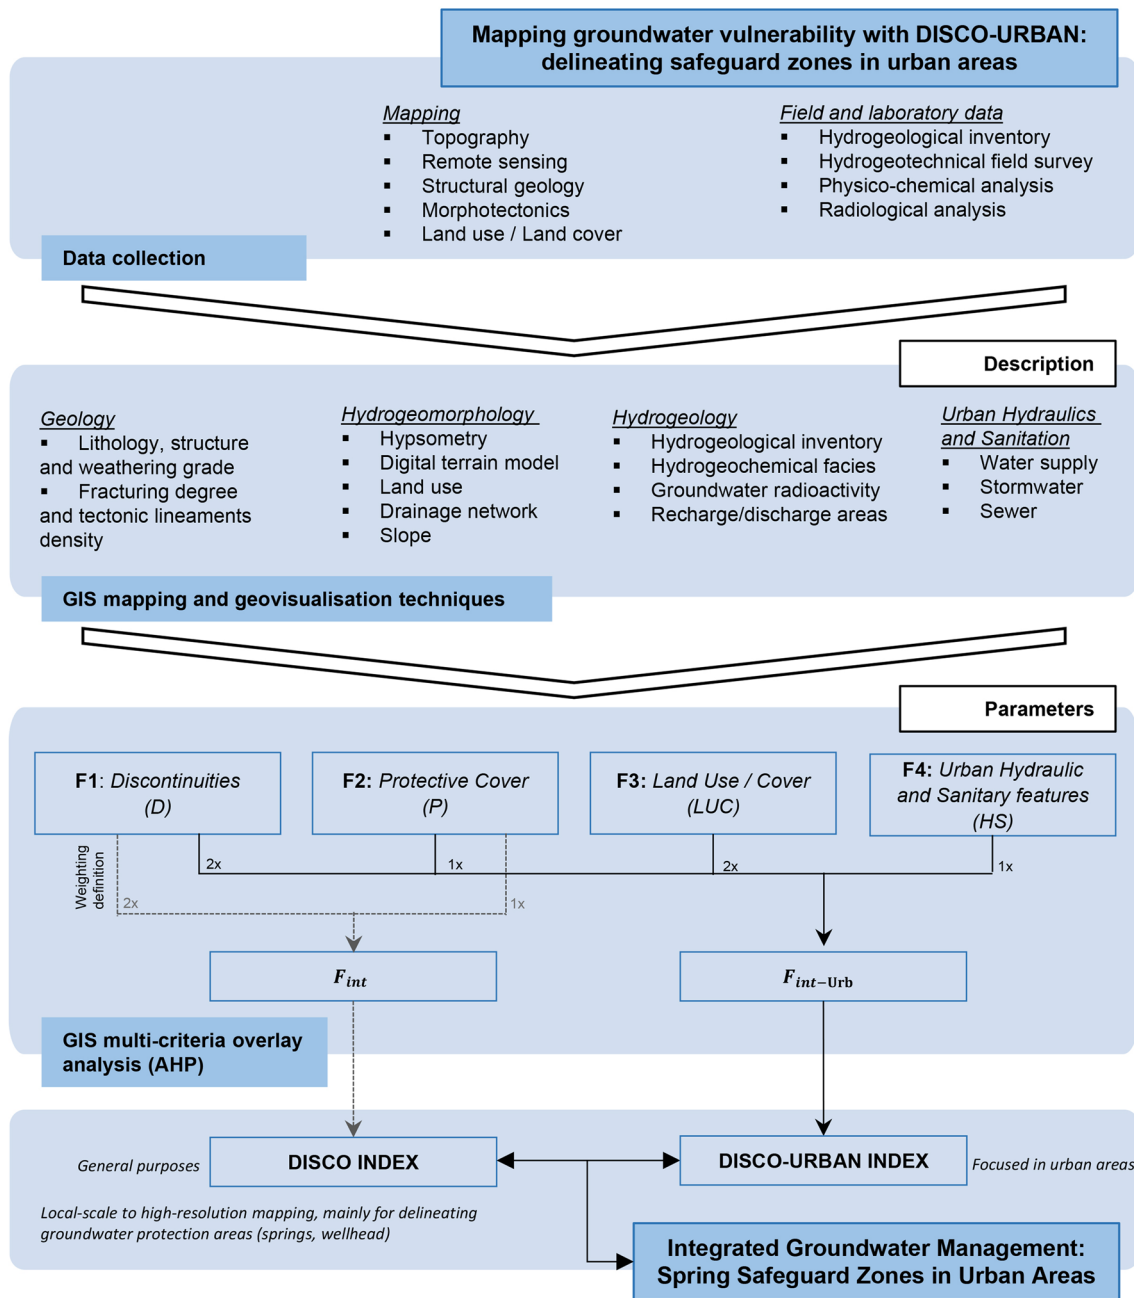 Mapping groundwater vulnerability with DISCO-URBAN:
delineating safeguard zones in urban areas
Mapping
▪ Topography
▪ Remote sensing
▪ Structural geology
▪ Morphotectonics
▪ Land use / Land cover
Field and laboratory data
▪ Hydrogeological inventory
▪ Hydrogeotechnical field survey
▪ Physico-chemical analysis
▪ Radiological analysis
Data collection
Description
Geology
▪ Lithology, structure
and weathering grade
▪ Fracturing degree
and tectonic lineaments
density
Hydrogeomorphology
▪ Hypsometry
▪ Digital terrain model
▪ Land use
▪ Drainage network
▪ Slope
Hydrogeology
▪ Hydrogeological inventory
▪ Hydrogeochemical facies
▪ Groundwater radioactivity
▪ Recharge/discharge areas
Urban Hydraulics
and Sanitation
▪ Water supply
▪ Stormwater
▪ Sewer
GIS mapping and geovisualisation techniques
Parameters
F1: Discontinuities
(D)
F2: Protective Cover
(P)
F3: Land Use / Cover
(LUC)
F4: Urban Hydraulic
and Sanitary features
(HS)
Weighting
definition
2x
1x
2x
1x
2x
1x
F int
F int−Urb
GIS multi-criteria overlay
analysis (AHP)
General purposes
DISCO INDEX
DISCO-URBAN INDEX
Focused in urban areas
Local-scale to high-resolution mapping, mainly for delineating
groundwater protection areas (springs, wellhead)
Integrated Groundwater Management:
Spring Safeguard Zones in Urban Areas